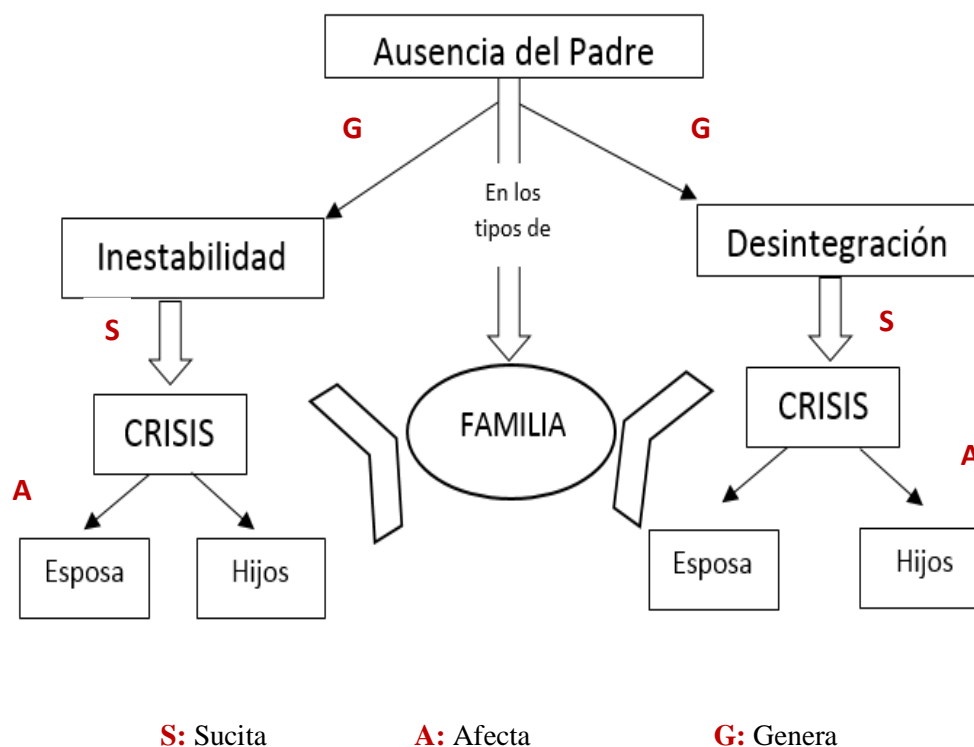 Ausencia del Padre
G
G
En los
tipos de
Inestabilidad
Desintegración
S
S
CRISIS
FAMILIA
CRISIS
A
A
Esposa
Hijos
Esposa
Hijos
S: Sucita A: Afecta G: Genera